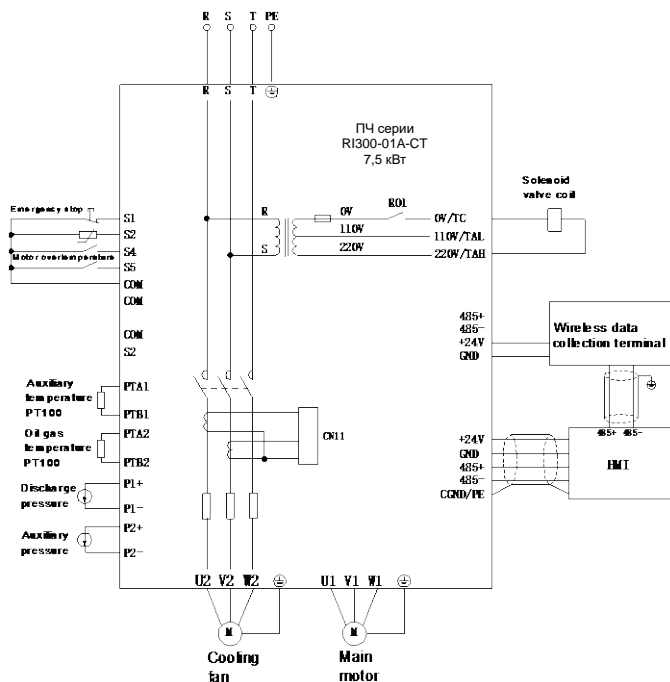 R S T PE
R S T
ПЧ серии
RI300-01A-CT
7,5 кВт
Solenoid
valve coil
Emergency stop
S1
S2
S4
Motor overtemperature
S5
COM
COM
COM
S2
R
S
0V
RO1
0V/TC
110V
110V/TAL
220V
220V/TAH
485+
485-
+24V
GND
Wireless data
collection terminal
485+ 485-
HMI
+24V
GND
485+
485-
CGND/PE
Auxiliary
temperature
PT100
PTA1
PTB1
Oil gas
temperature
PT100
PTA2
PTB2
Discharge
pressure
P1+
P1-
Auxiliary
pressure
P2+
P2-
CN11
U2 V2 W2
U1 V1 W1
M
M
Cooling
fan
Main
motor